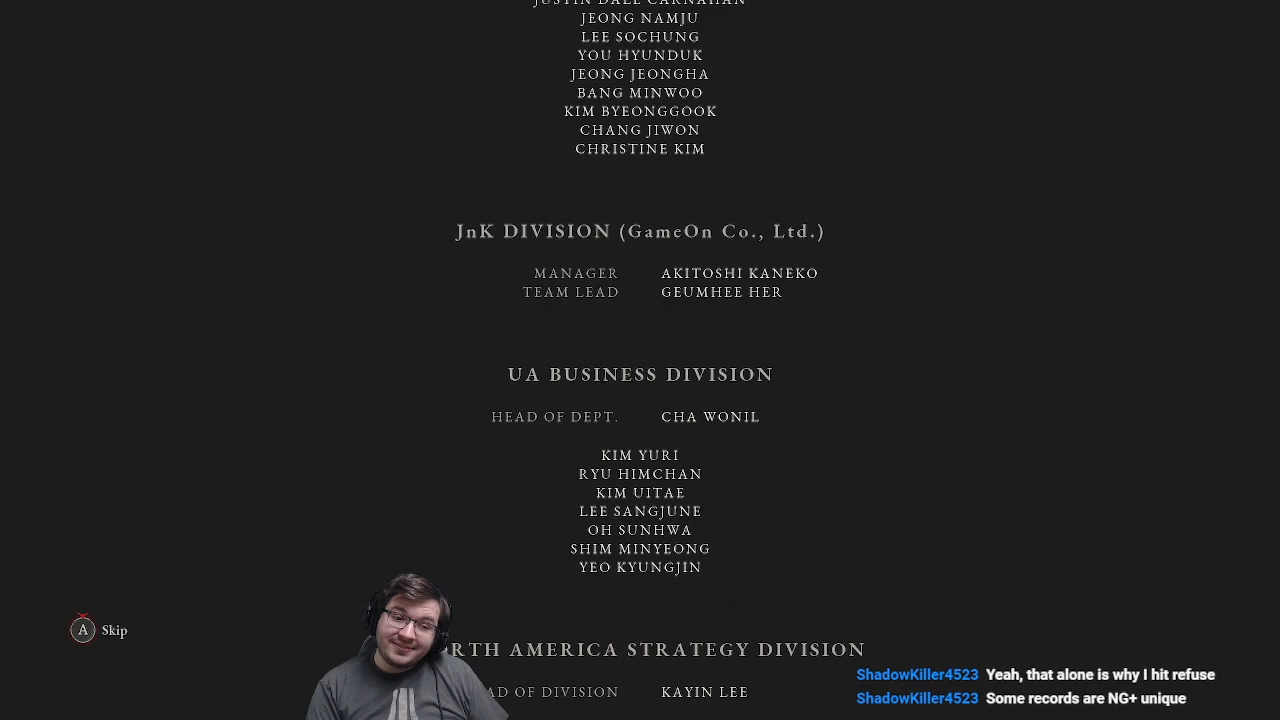 JUSTIN DALE CARNAHAN
JEONG NAMJU
LEE SOCHUNG
YOU HYUNDUK
JEONG JEONGHA
BANG MINWOO
KIM BYEONGGOOK
CHANG JIWON
CHRISTINE KIM
JnK DIVISION (GameOn Co., Ltd.)
MANAGER AKITOSHI KANEKO
TEAM LEAD GEUMHEE HER
UA BUSINESS DIVISION
HEAD OF DEPT. CHA WONIL
KIM YURI
RYU HIMCHAN
KIM UITAE
LEE SANGJUNE
OH SUNHWA
SHIM MINYEONG
YEO KYUNGJIN
A Skip
RTH AMERICA STRATEGY DIVISION
AD OF DIVISION KAYIN LEE
ShadowKiller4523 Yeah, that alone is why I hit refuse
ShadowKiller4523 Some records are NG+ unique